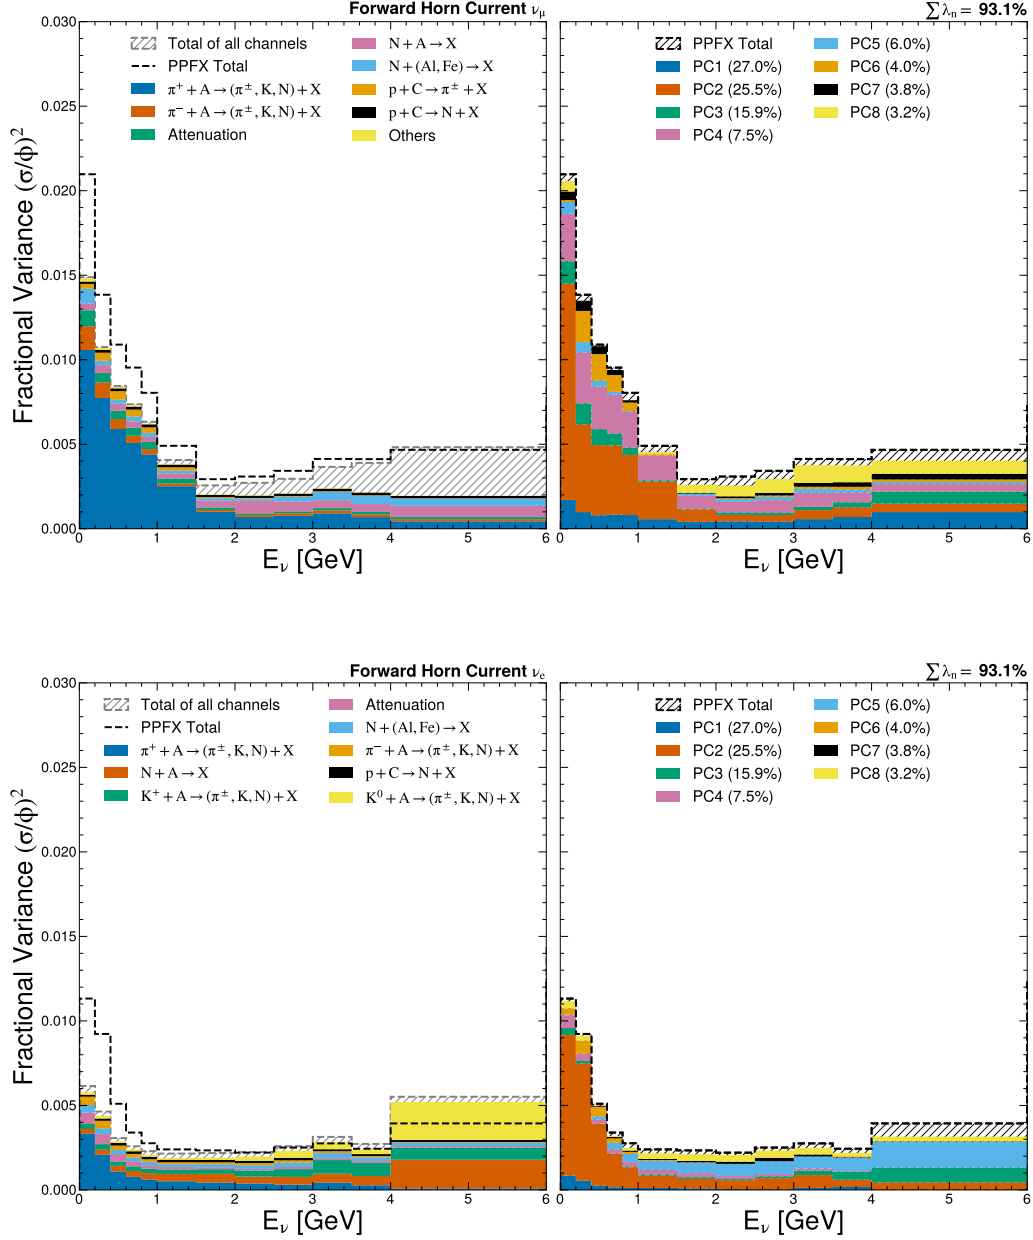 Forward Horn Current νμ
∑ λn = 93.1%
Fractional Variance (σ/ϕ)²
0.030
0.025
0.020
0.015
0.010
0.005
0.000
Total of all channels
PPFX Total
π⁺ + A → (π±, K, N) + X
π⁻ + A → (π±, K, N) + X
Attenuation
N + A → X
N + (Al, Fe) → X
p + C → π± + X
p + C → N + X
Others
0 1 2 3 4 5 6
Eν [GeV]
PPFX Total
PC1 (27.0%)
PC2 (25.5%)
PC3 (15.9%)
PC4 (7.5%)
PC5 (6.0%)
PC6 (4.0%)
PC7 (3.8%)
PC8 (3.2%)
0 1 2 3 4 5 6
Eν [GeV]
Forward Horn Current νe
∑ λn = 93.1%
Fractional Variance (σ/ϕ)²
0.030
0.025
0.020
0.015
0.010
0.005
0.000
Total of all channels
PPFX Total
π⁺ + A → (π±, K, N) + X
N + A → X
K⁺ + A → (π±, K, N) + X
Attenuation
N + (Al, Fe) → X
π⁻ + A → (π±, K, N) + X
p + C → N + X
K⁰ + A → (π±, K, N) + X
0 1 2 3 4 5 6
Eν [GeV]
PPFX Total
PC1 (27.0%)
PC2 (25.5%)
PC3 (15.9%)
PC4 (7.5%)
PC5 (6.0%)
PC6 (4.0%)
PC7 (3.8%)
PC8 (3.2%)
0 1 2 3 4 5 6
Eν [GeV]